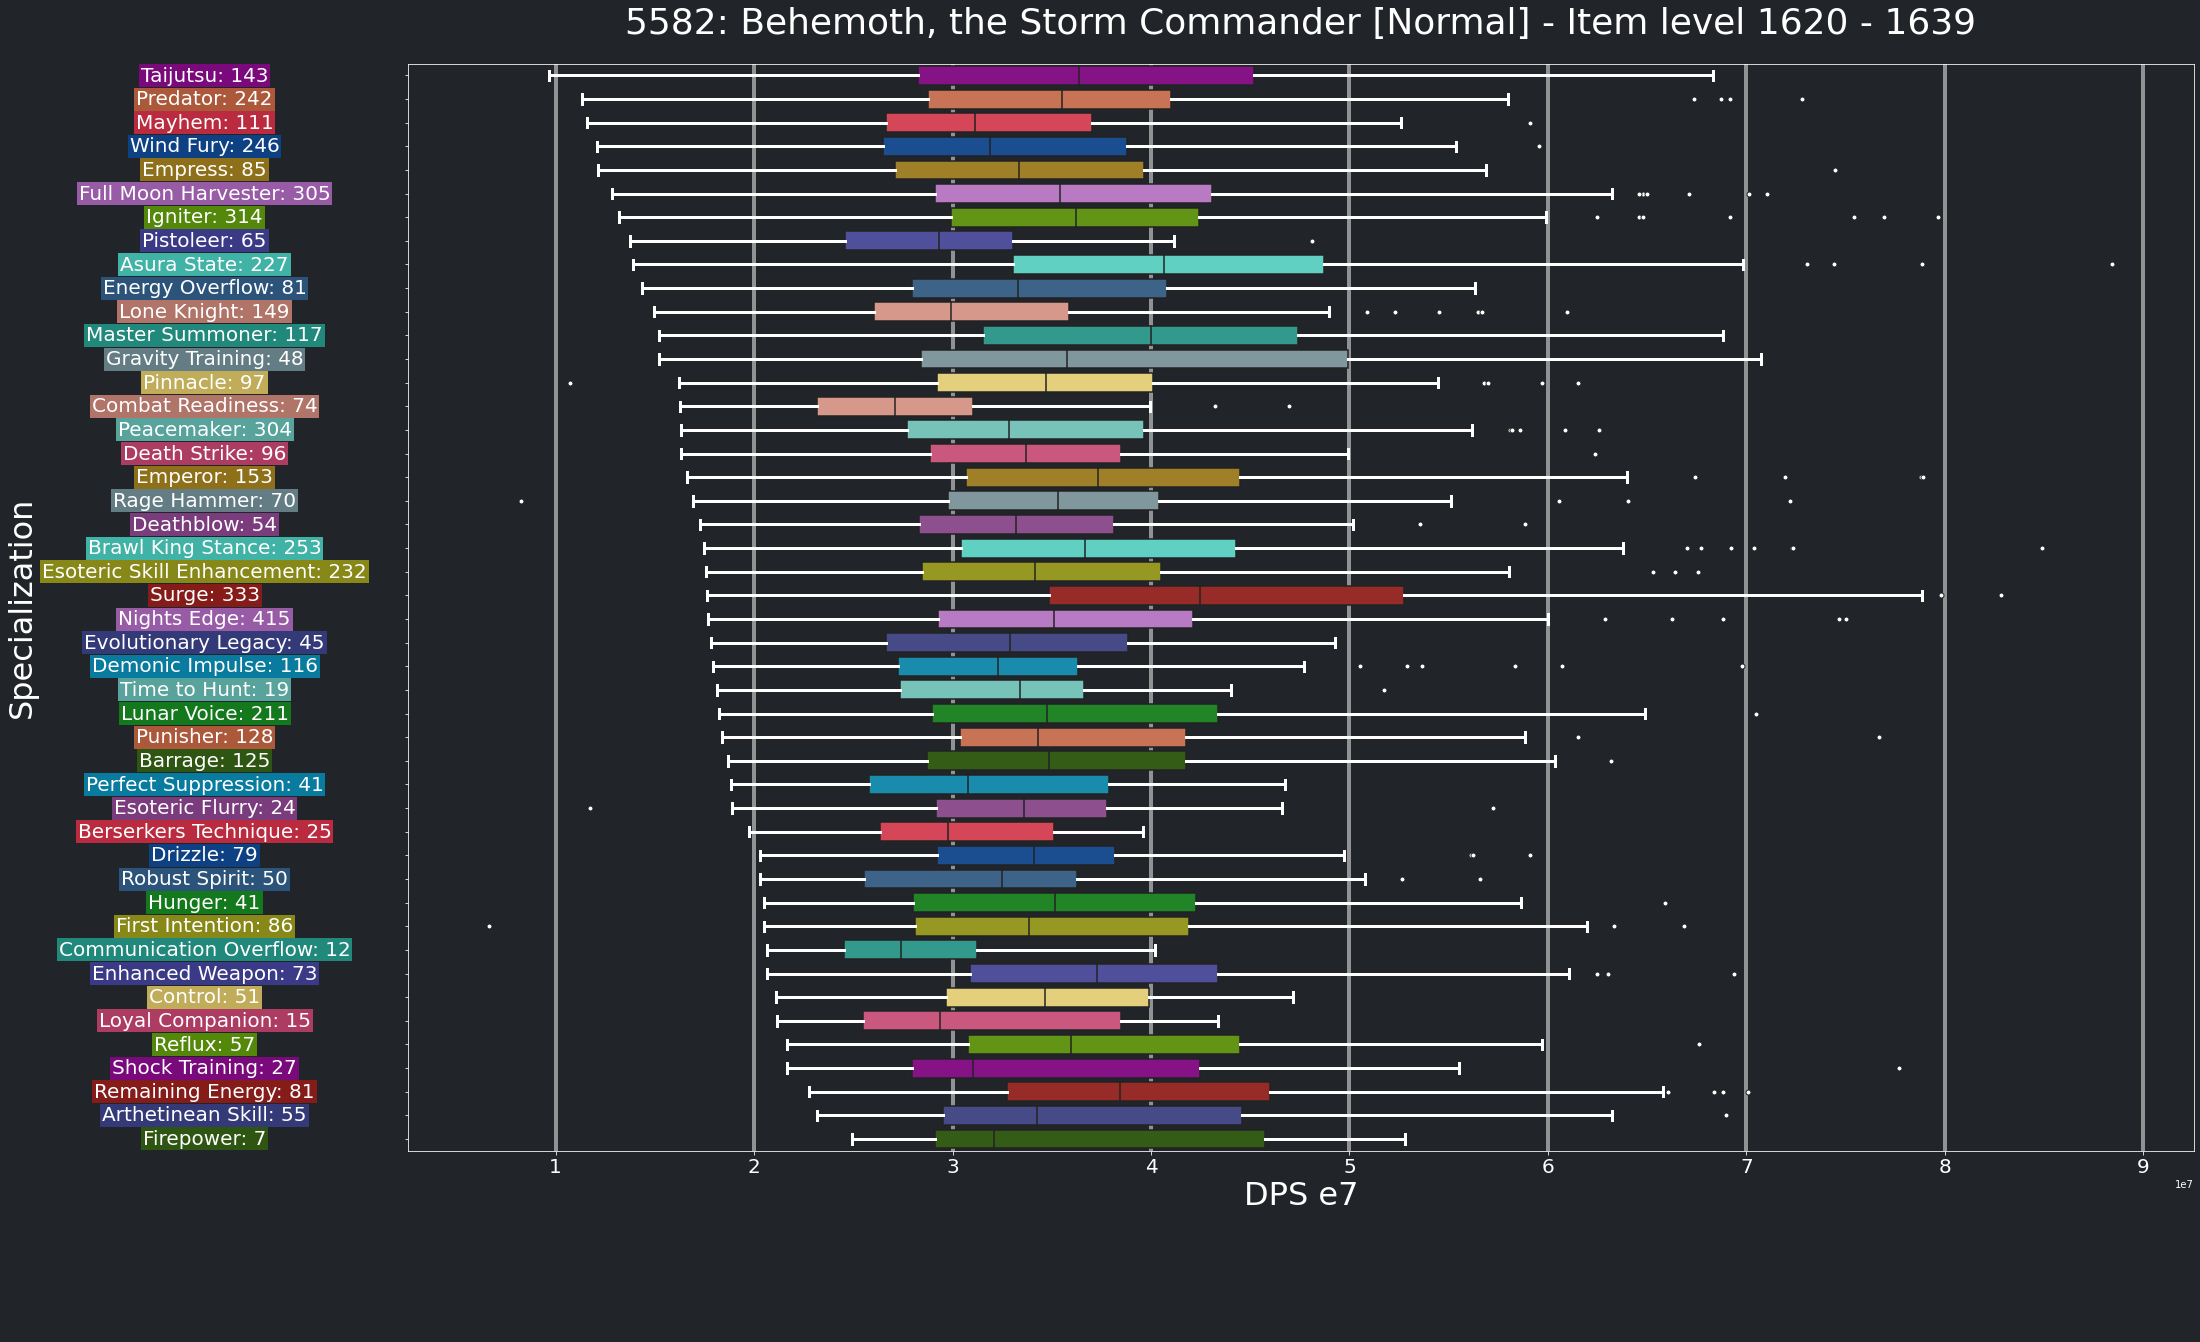 5582: Behemoth, the Storm Commander [Normal] - Item level 1620 - 1639
Specialization
Taijutsu: 143
Predator: 242
Mayhem: 111
Wind Fury: 246
Empress: 85
Full Moon Harvester: 305
Igniter: 314
Pistoleer: 65
Asura State: 227
Energy Overflow: 81
Lone Knight: 149
Master Summoner: 117
Gravity Training: 48
Pinnacle: 97
Combat Readiness: 74
Peacemaker: 304
Death Strike: 96
Emperor: 153
Rage Hammer: 70
Deathblow: 54
Brawl King Stance: 253
Esoteric Skill Enhancement: 232
Surge: 333
Nights Edge: 415
Evolutionary Legacy: 45
Demonic Impulse: 116
Time to Hunt: 19
Lunar Voice: 211
Punisher: 128
Barrage: 125
Perfect Suppression: 41
Esoteric Flurry: 24
Berserkers Technique: 25
Drizzle: 79
Robust Spirit: 50
Hunger: 41
First Intention: 86
Communication Overflow: 12
Enhanced Weapon: 73
Control: 51
Loyal Companion: 15
Reflux: 57
Shock Training: 27
Remaining Energy: 81
Arthetinean Skill: 55
Firepower: 7
1 2 3 4 5 6 7 8 9
1e7
DPS e7